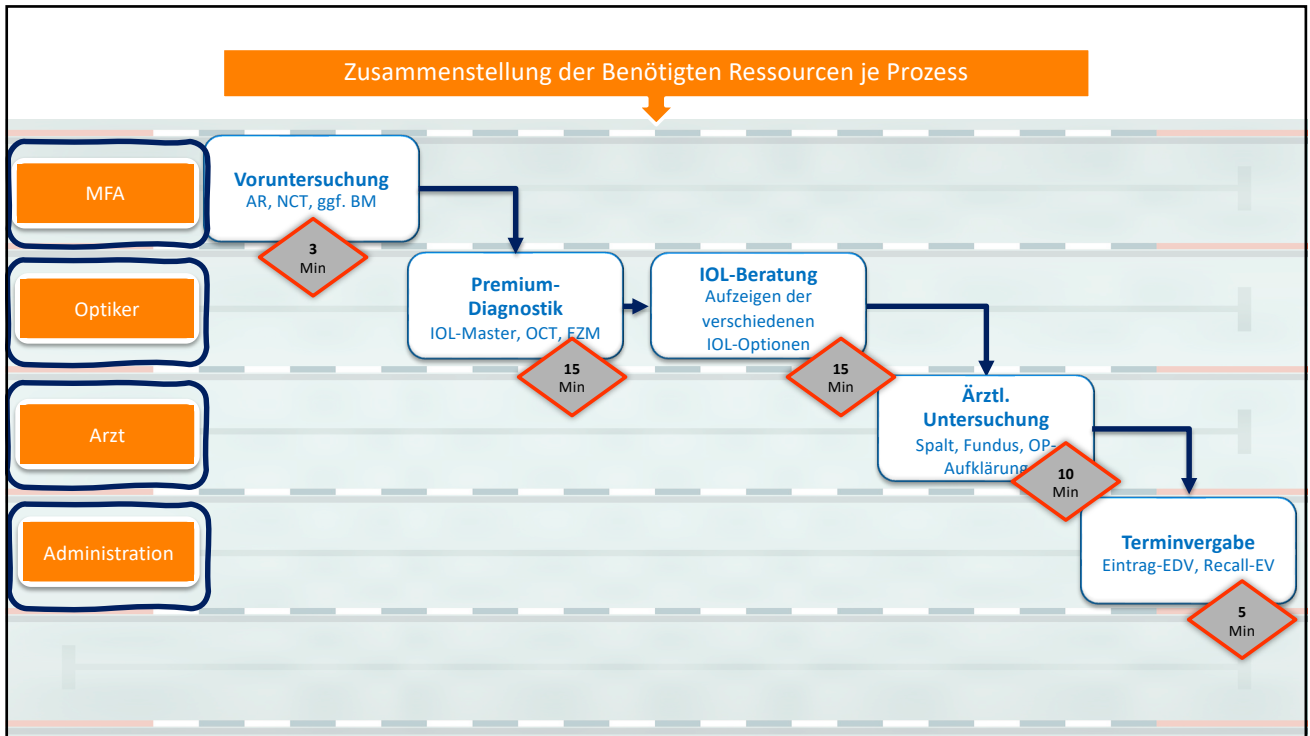 Zusammenstellung der Benötigten Ressourcen je Prozess
MFA
Voruntersuchung
AR, NCT, ggf. BM
3
Min
Optiker
Premium-
Diagnostik
IOL-Master, OCT, EZM
15
Min
IOL-Beratung
Aufzeigen der
verschiedenen
IOL-Optionen
15
Min
Arzt
Ärztl.
Untersuchung
Spalt, Fundus, OP-
Aufklärung
10
Min
Administration
Terminvergabe
Eintrag-EDV, Recall-EV
5
Min